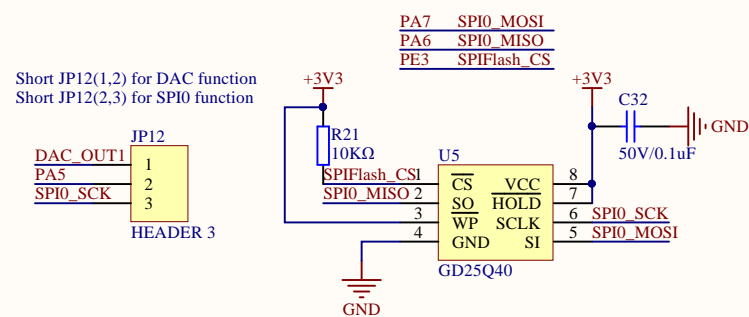 PA7 SPI0_MOSI
PA6 SPI0_MISO
PE3 SPIFlash_CS
Short JP12(1,2) for DAC function
Short JP12(2,3) for SPI0 function
JP12
DAC_OUT1 1
PA5 2
SPI0_SCK 3
HEADER 3
+3V3
R21
10KΩ
+3V3
C32
50V/0.1uF
GND
U5
SPIFlash_CS 1 CS VCC 8
SPI0_MISO 2 SO HOLD 7
3 WP SCLK 6 SPI0_SCK
4 GND SI 5 SPI0_MOSI
GD25Q40
GND